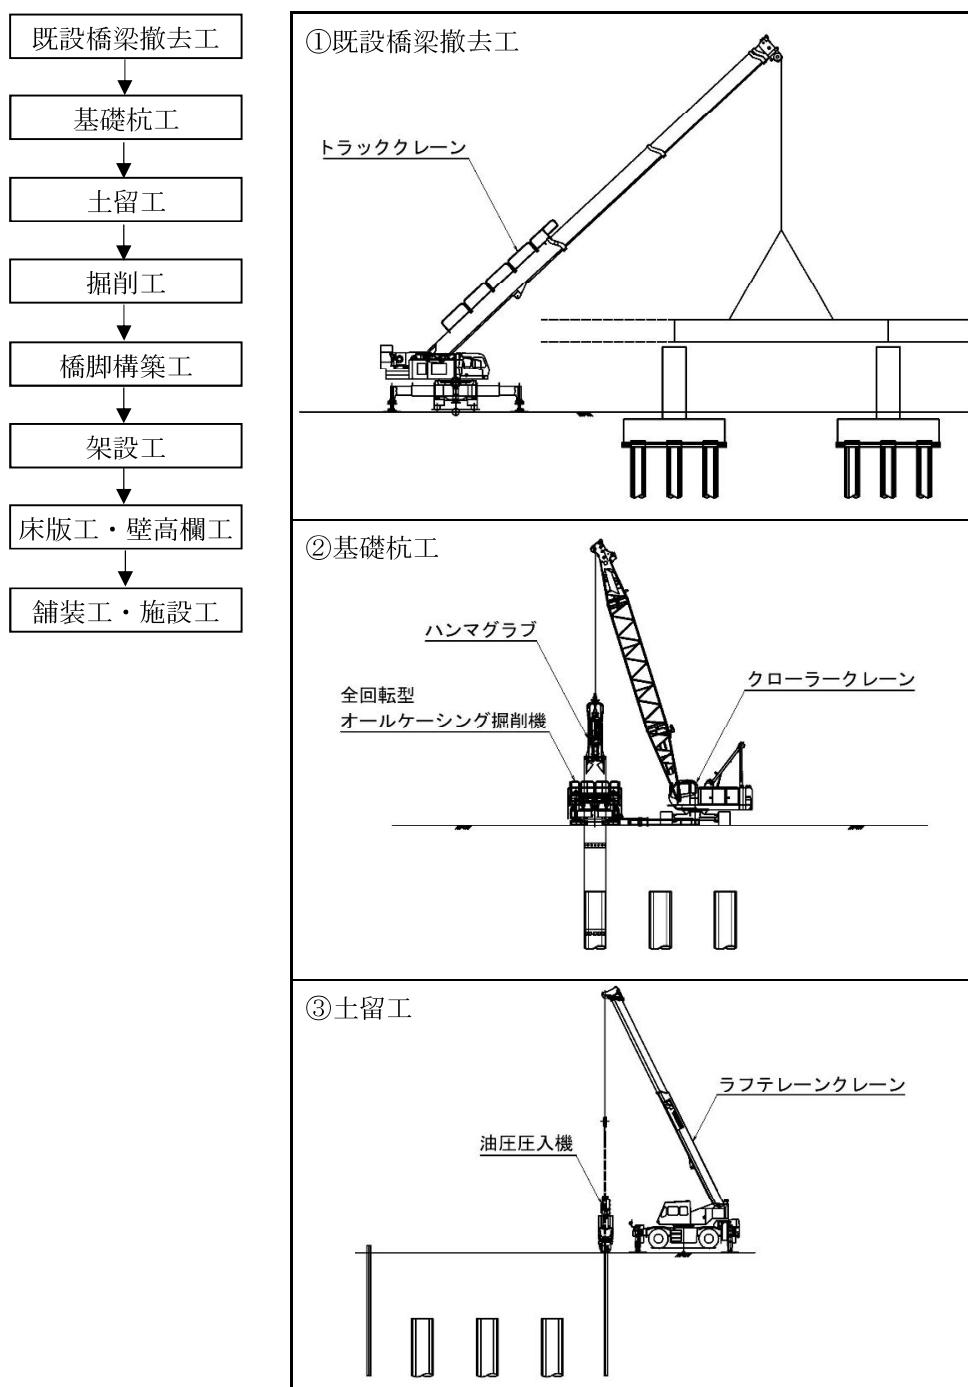 既設橋梁撤去工
基礎杭工
土留工
掘削工
橋脚構築工
架設工
床版工・壁高欄工
舗装工・施設工
①既設橋梁撤去工
トラッククレーン
②基礎杭工
ハンマグラブ
クローラークレーン
全回転型
オールケーシング掘削機
③土留工
ラフテレーンクレーン
油圧圧入機